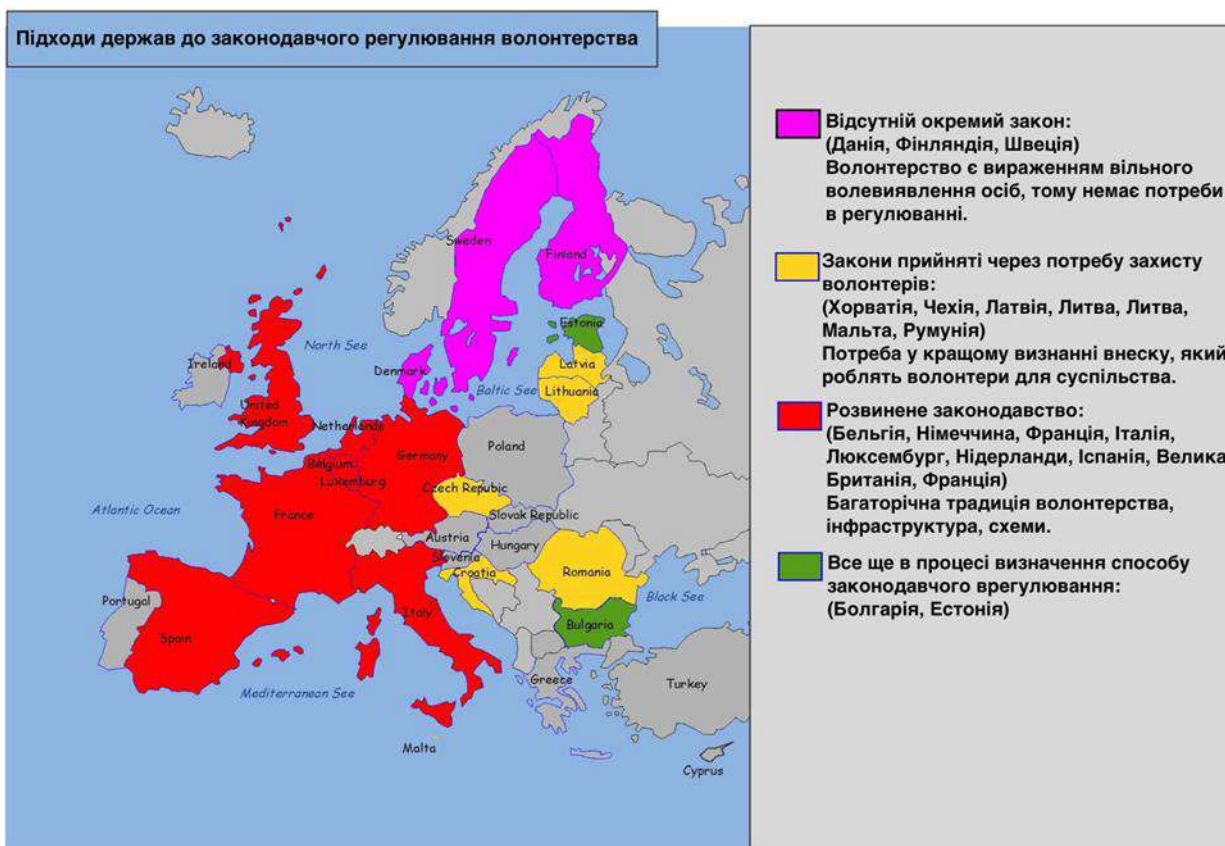 Підходи держав до законодавчого регулювання волонтерства
Sweden
Finland
Estonia
North See
Ireland
Denmark
Latvia
Baltic See
Lithuania
United
Kingdom
Netherlands
Poland
Belgium
Germany
Luxemburg
Czech Repubic
Atlantic Ocean
France
Slovak Republic
Austria
Hungary
Slovenia
Croatia
Romania
Portugal
Black See
Italy
Bulgaria
Spain
Greece
Turkey
Mediterranean See
Malta
Cyprus
Відсутній окремий закон:
(Данія, Фінляндія, Швеція)
Волонтерство є вираженням вільного
волевиявлення осіб, тому немає потреби
в регулюванні.
Закони прийняті через потребу захисту
волонтерів:
(Хорватія, Чехія, Латвія, Литва, Литва,
Мальта, Румунія)
Потреба у кращому визнанні внеску, який
роблять волонтери для суспільства.
Розвинене законодавство:
(Бельгія, Німеччина, Франція, Італія,
Люксембург, Нідерланди, Іспанія, Велика
Британія, Франція)
Багаторічна традиція волонтерства,
інфраструктура, схеми.
Все ще в процесі визначення способу
законодавчого врегулювання:
(Болгарія, Естонія)